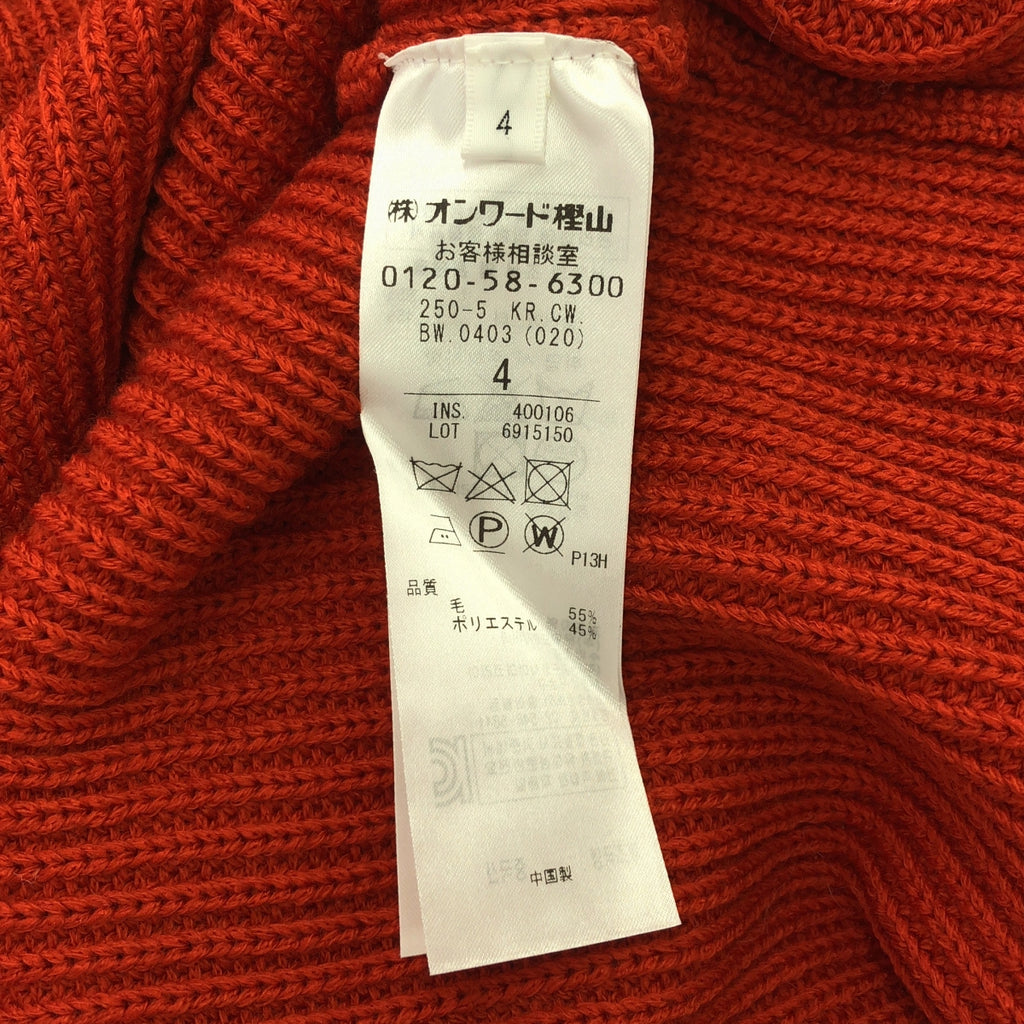 4
(株)オンワード樫山
お客様相談室
0120-58-6300
250-5 KR.CW.
BW.0403 (020)
4
INS. 400106
LOT 6915150
P
W
P13H
品質
毛 55%
ポリエステル 45%
中国製